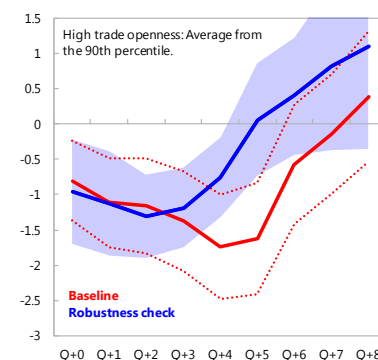 1.5
High trade openness: Average from
the 90th percentile.
1
0.5
0
-0.5
-1
-1.5
-2
Baseline
-2.5
Robustness check
-3
Q+0 Q+1 Q+2 Q+3 Q+4 Q+5 Q+6 Q+7 Q+8